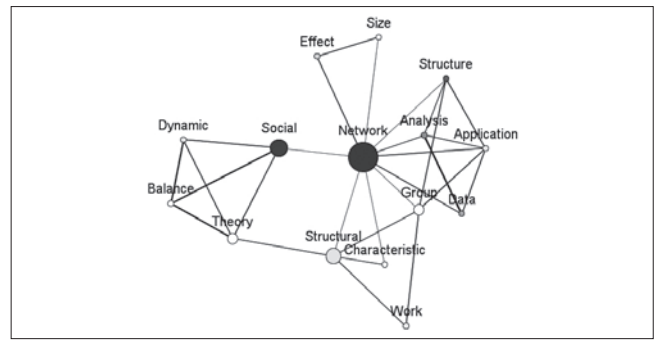 Size
Effect
Structure
Analysis
Application
Dynamic
Social
Network
Balance
Group
Data
Theory
Structural
Characteristic
Work